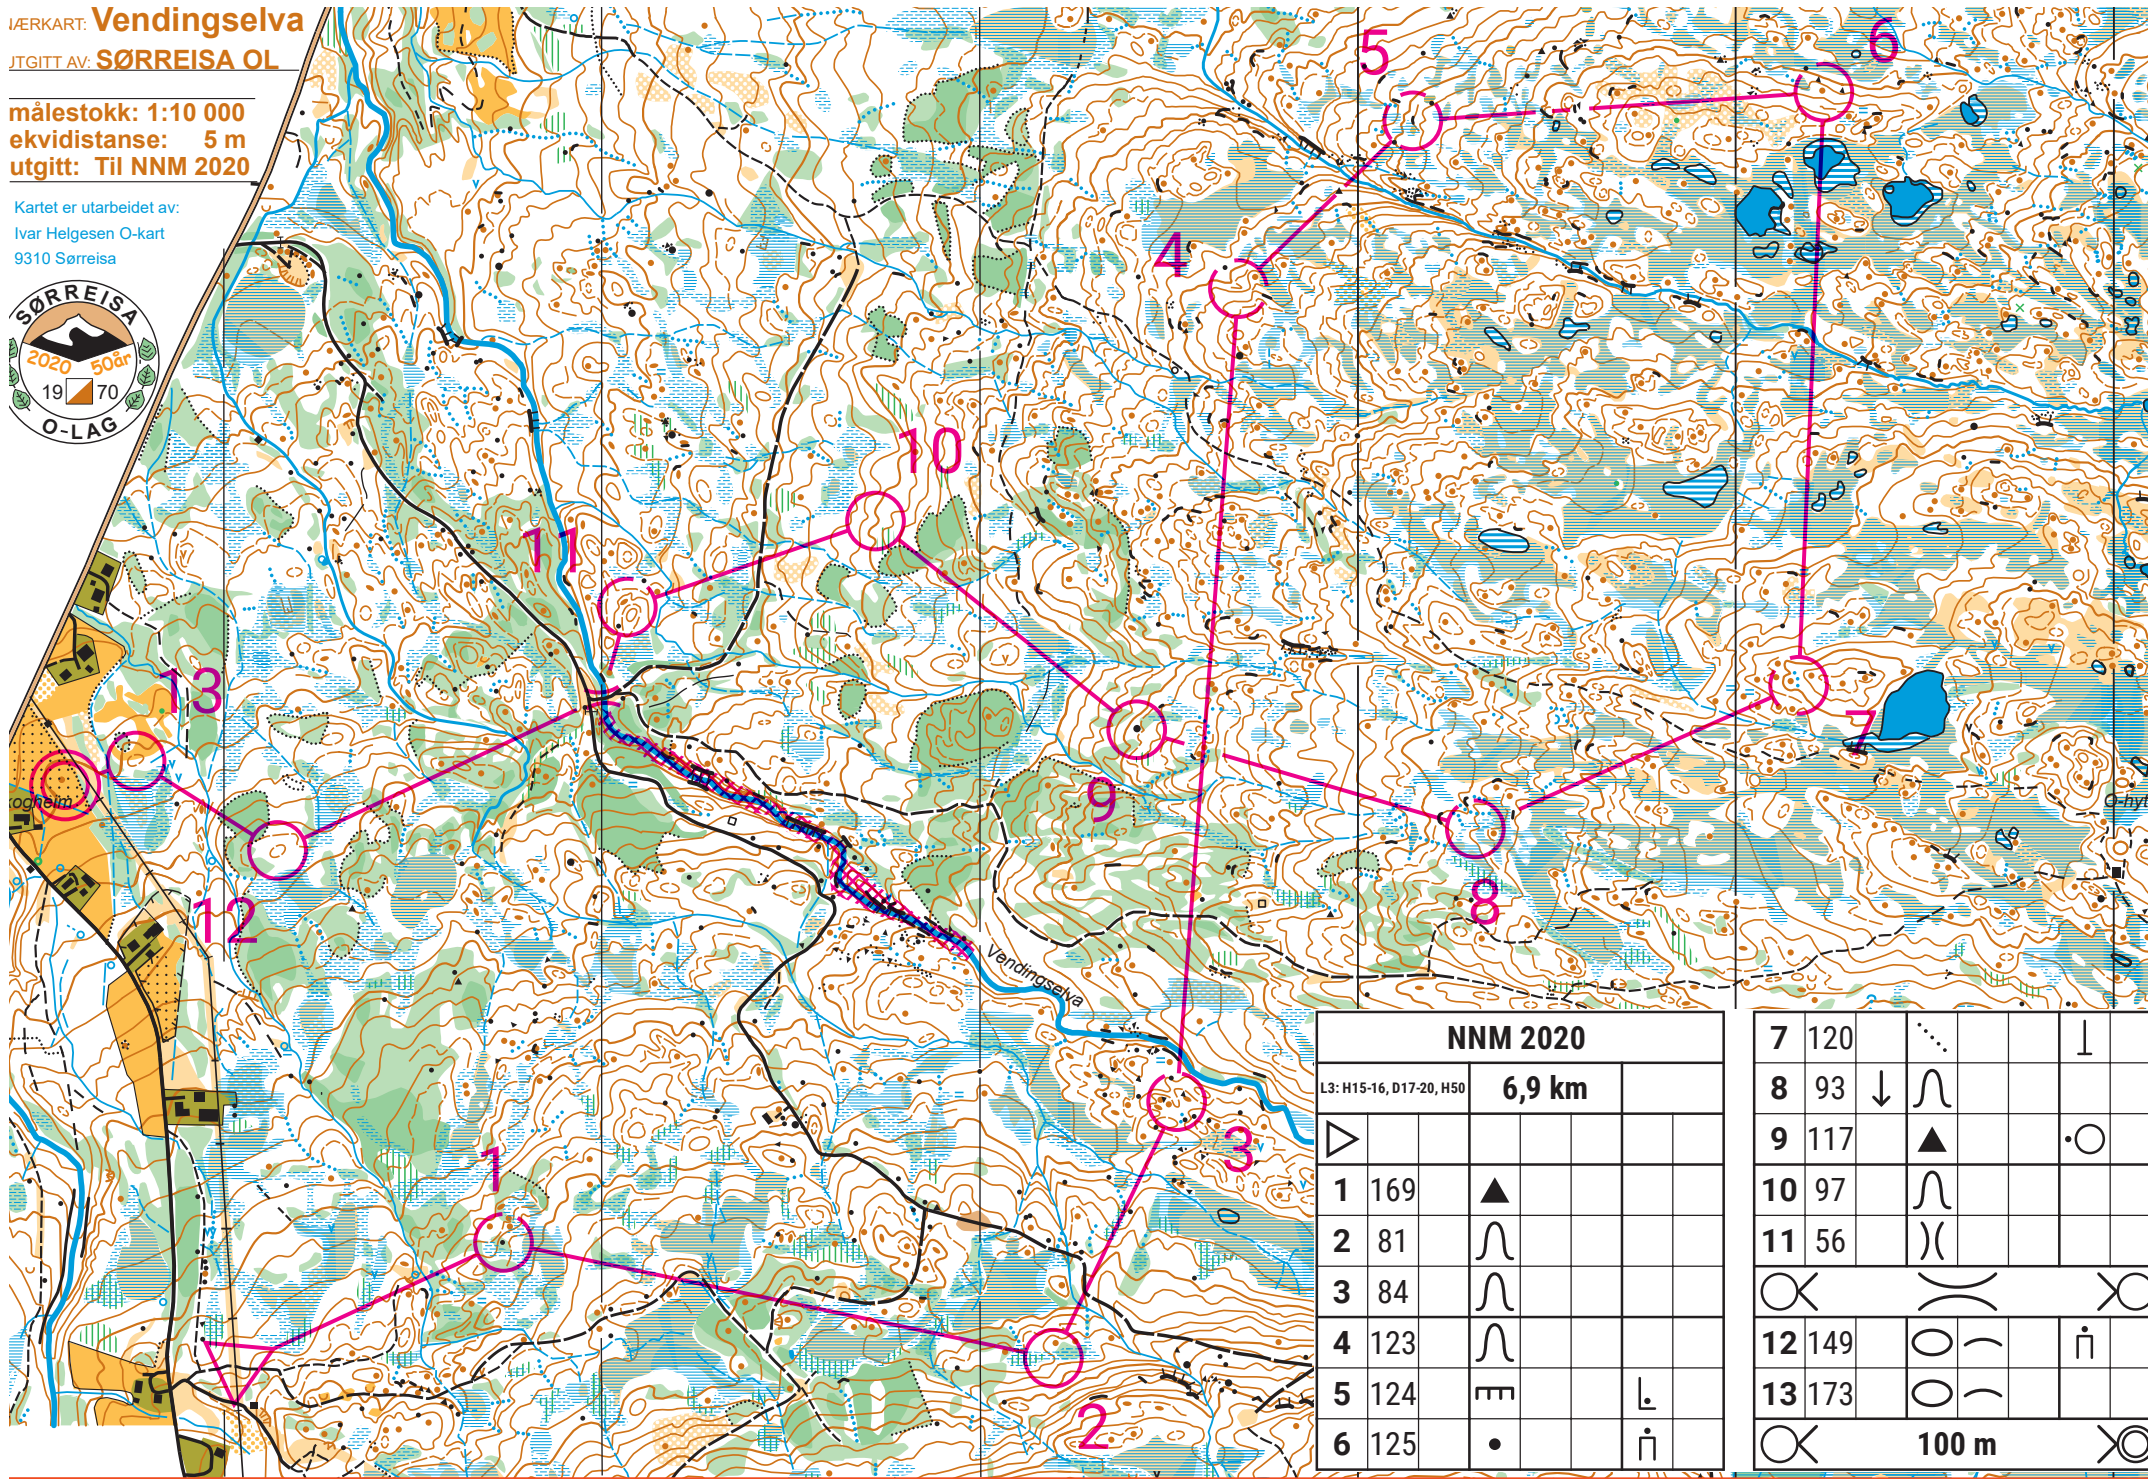 Vendingselva
SØRREISA OL
målestokk: 1:10 000
ekvidistanse: 5 m
utgitt: Til NNM 2020
Kartet er utarbeidet av:
Ivar Helgesen O-kart
9310 Sørreisa
SØRREISA
2020 50år
19 70
O-LAG
5
6
4
10
11
13
9
7
8
12
Vendingselva
1
3
2
NNM 2020
L3: H15-16, D17-20, H50 6,9 km
1 169
2 81
3 84
4 123
5 124
6 125
7 120
8 93
9 117
10 97
11 56
12 149
13 173
100 m